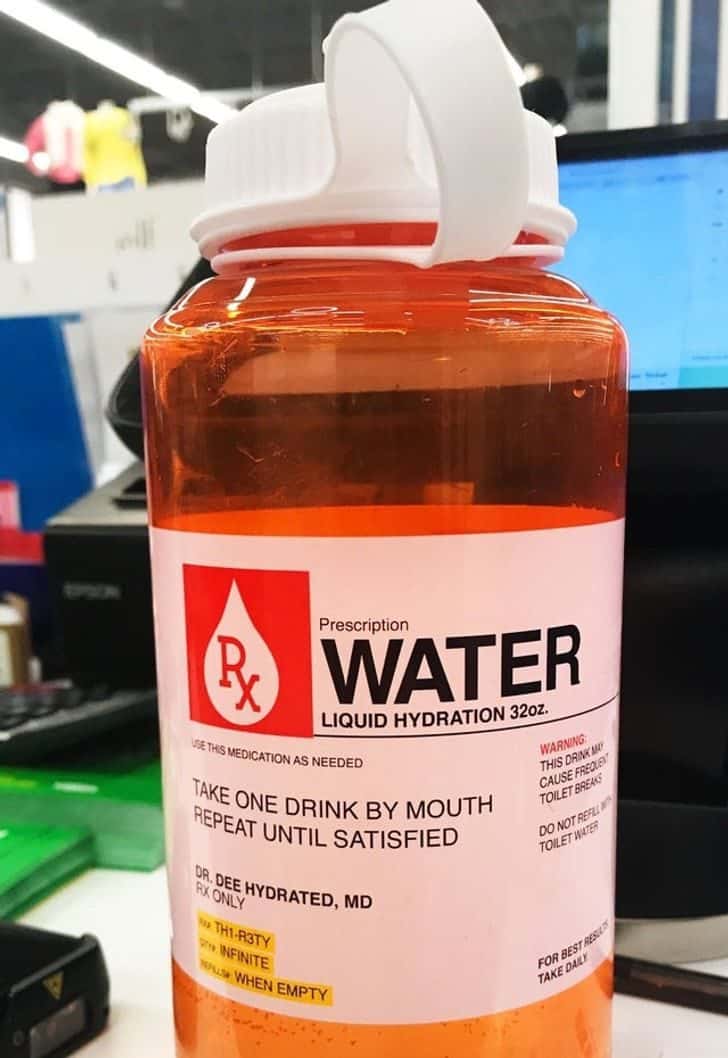 EPSON
Rx
Prescription
WATER
LIQUID HYDRATION 32oz.
USE THIS MEDICATION AS NEEDED
TAKE ONE DRINK BY MOUTH
REPEAT UNTIL SATISFIED
DR. DEE HYDRATED, MD
RX ONLY
TH1-R3TY
QTY# INFINITE
REFILLS# WHEN EMPTY
WARNING:
THIS DRINK MAY
CAUSE FREQUENT
TOILET BREAKS
DO NOT REFILL WITH
TOILET WATER
FOR BEST RESULTS
TAKE DAILY